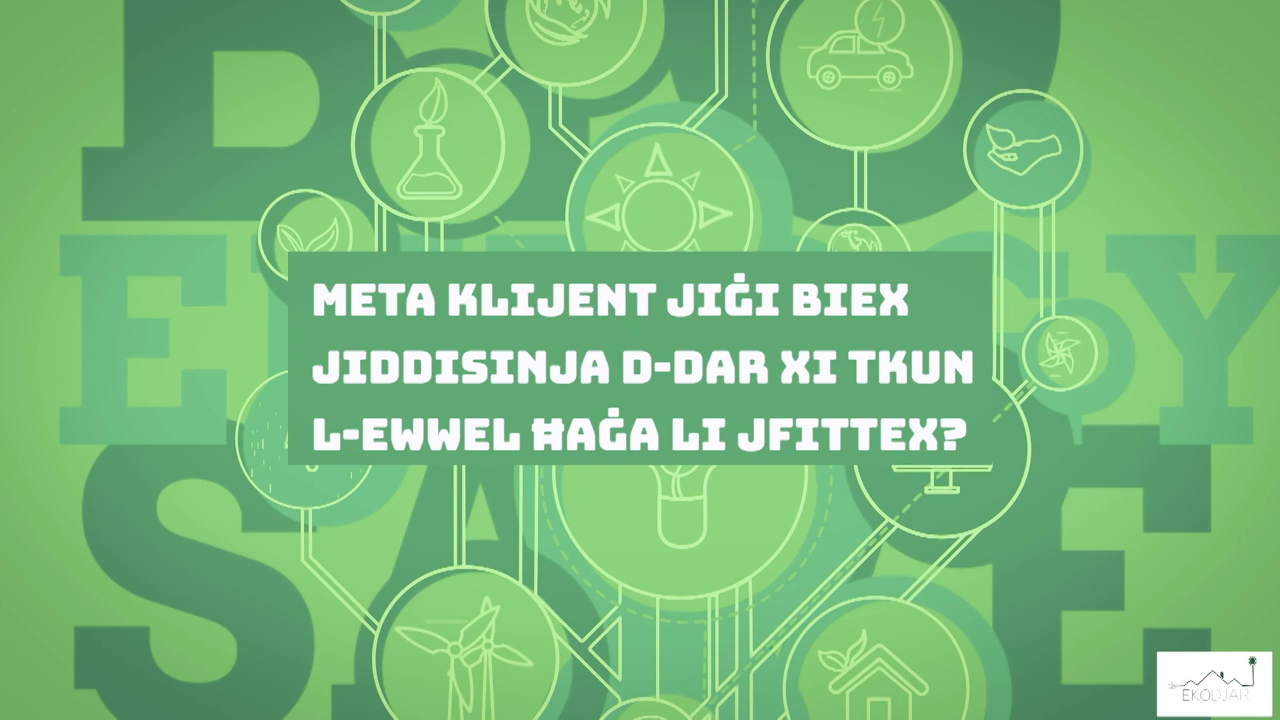 META KLIJENT JIĠI BIEX
JIDDISINJA D-DAR XI TKUN
L-EWWEL ĦAĠA LI JFITTEX?
EKODJAR